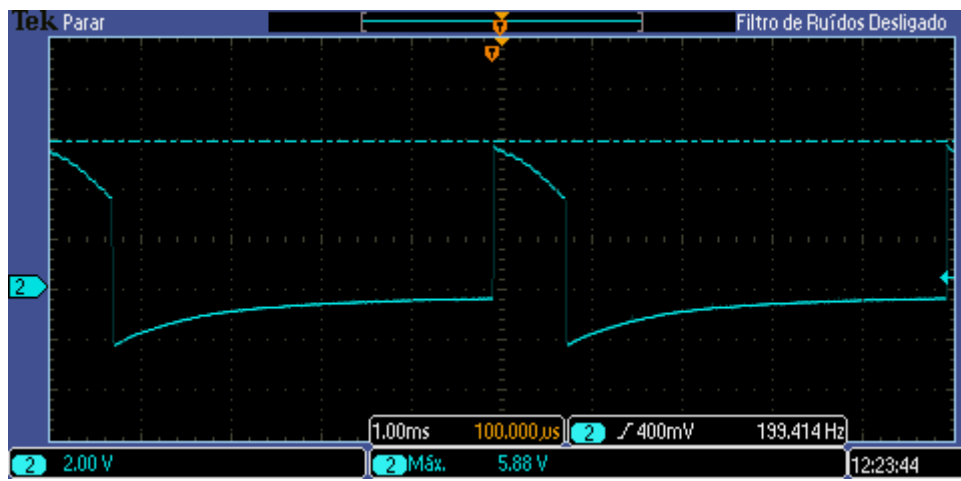 Tek Parar Filtro de Ruídos Desligado
T
T
2
1.00ms 100.000µs 2 400mV 199.414 Hz
2 2.00 V 2 Máx. 5.88 V 12:23:44